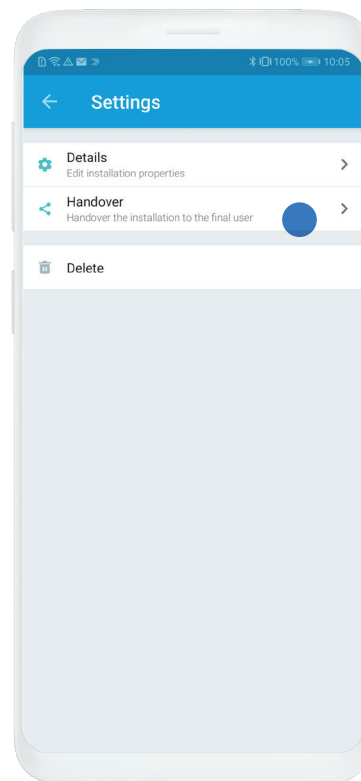 100% 10:05
Settings
Details
Edit installation properties
Handover
Handover the installation to the final user
Delete